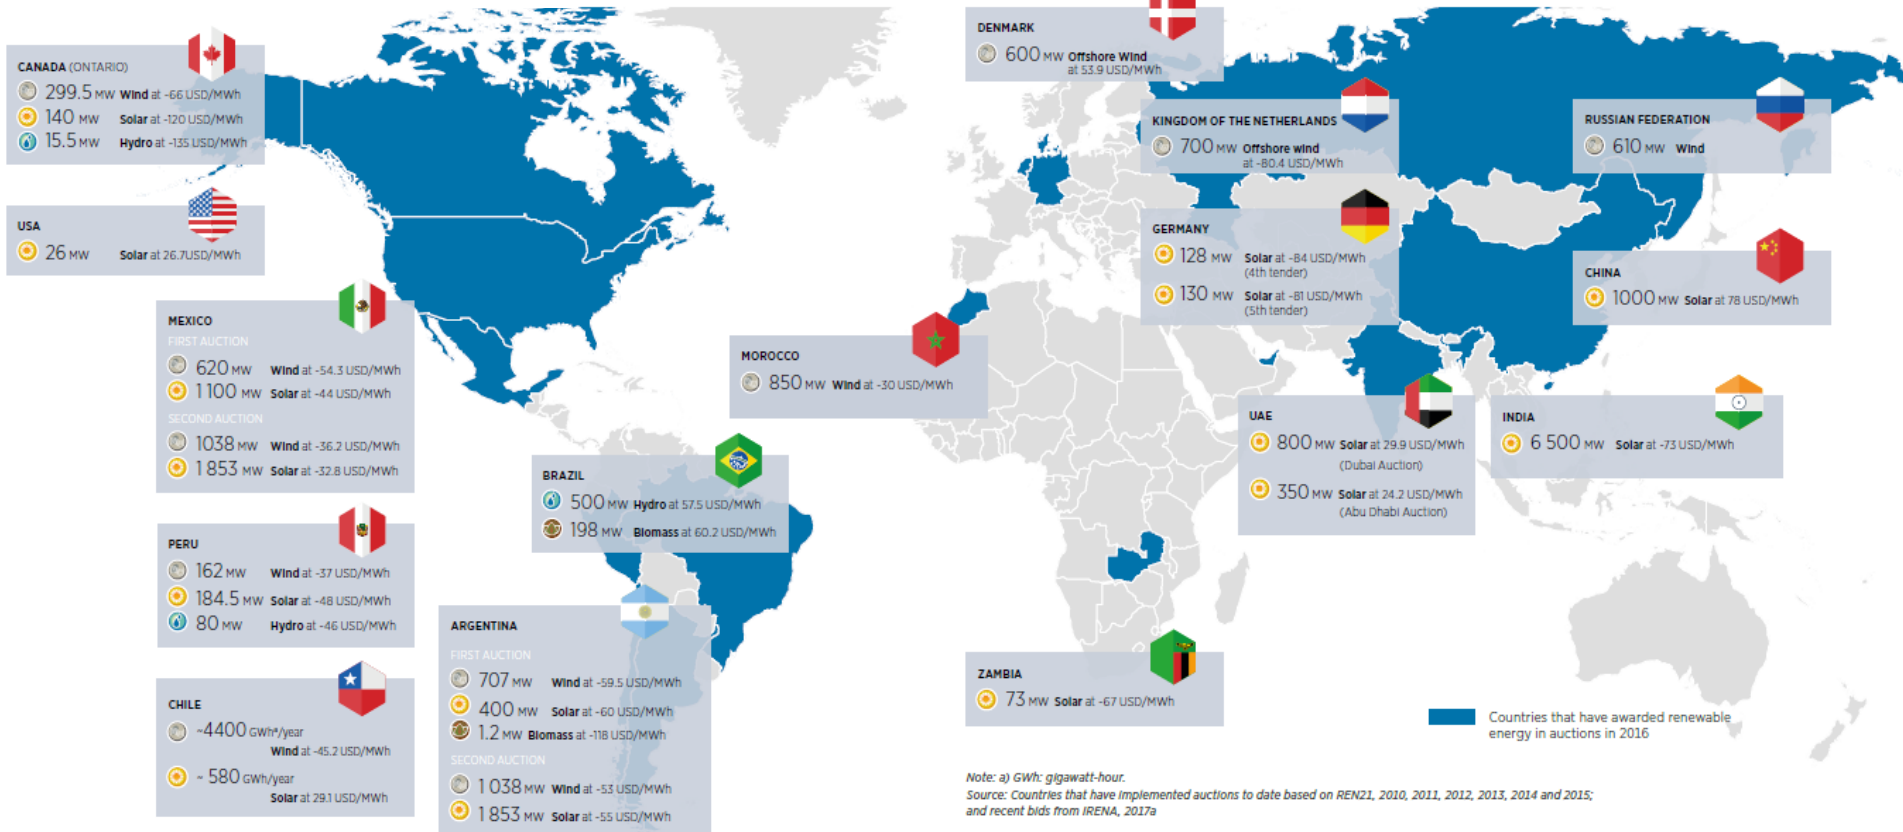 CANADA (ONTARIO)
299.5 MW Wind at ~66 USD/MWh
140 MW Solar at ~120 USD/MWh
15.5 MW Hydro at ~135 USD/MWh
USA
26 MW Solar 26.7USD/MWh
MEXICO
FIRST AUCTION
620 MW Wind at ~54.3 USD/MWh
1 100 MW Solar at ~44 USD/MWh
SECOND AUCTION
1038 MW Wind at ~36.2 USD/MWh
1 853 MW Solar at ~32.8 USD/MWh
PERU
162 MW Wind at ~37 USD/MWh
184.5 MW Solar at ~48 USD/MWh
80 MW Hydro at ~46 USD/MWh
CHILE
~4400 GWhª/year
Wind at ~45.2 USD/MWh
~ 580 GWh/year
Solar at 29.1 USD/MWh
BRAZIL
500 MW Hydro at 57.5 USD/MWh
198 MW Biomass at 60.2 USD/MWh
ARGENTINA
FIRST AUCTION
707 MW Wind at ~59.5 USD/MWh
400 MW Solar at ~60 USD/MWh
1.2 MW Biomass at ~118 USD/MWh
SECOND AUCTION
1 038 MW Wind at ~53 USD/MWh
1 853 MW Solar at ~55 USD/MWh
MOROCCO
850 MW Wind at ~30 USD/MWh
DENMARK
600 MW Offshore Wind
at 53.9 USD/MWh
KINGDOM OF THE NETHERLANDS
700 MW Offshore wind
at ~80.4 USD/MWh
GERMANY
128 MW Solar at ~84 USD/MWh
(4th tender)
130 MW Solar at ~81 USD/MWh
(5th tender)
RUSSIAN FEDERATION
610 MW Wind
CHINA
1000 MW Solar at 78 USD/MWh
UAE
800 MW Solar at 29.9 USD/MWh
(Dubai Auction)
350 MW Solar at 24.2 USD/MWh
(Abu Dhabi Auction)
INDIA
6 500 MW Solar at ~73 USD/MWh
ZAMBIA
73 MW Solar at ~67 USD/MWh
Countries that have awarded renewable
energy in auctions in 2016
Note: a) GWh: gigawatt-hour.
Source: Countries that have implemented auctions to date based on REN21, 2010, 2011, 2012, 2013, 2014 and 2015;
and recent bids from IRENA, 2017a